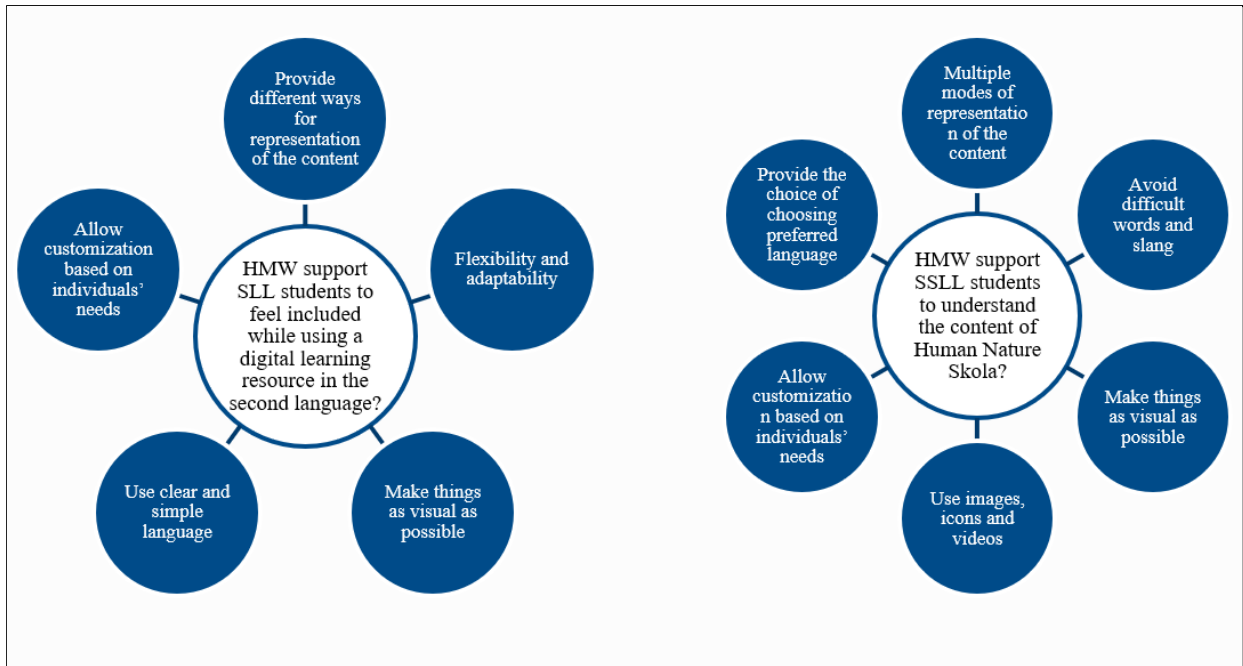 Provide
different ways
for
representation
of the content
Allow
customization
based on
individuals’
needs
Flexibility and
adaptability
HMW support
SLL students to
feel included
while using a
digital learning
resource in the
second language?
Use clear and
simple
language
Make things
as visual as
possible
Multiple
modes of
representatio
n of the
content
Provide the
choice of
choosing
preferred
language
Avoid
difficult
words and
slang
HMW support
SSLL students
to understand
the content of
Human Nature
Skola?
Allow
customizatio
n based on
individuals’
needs
Make things
as visual as
possible
Use images,
icons and
videos